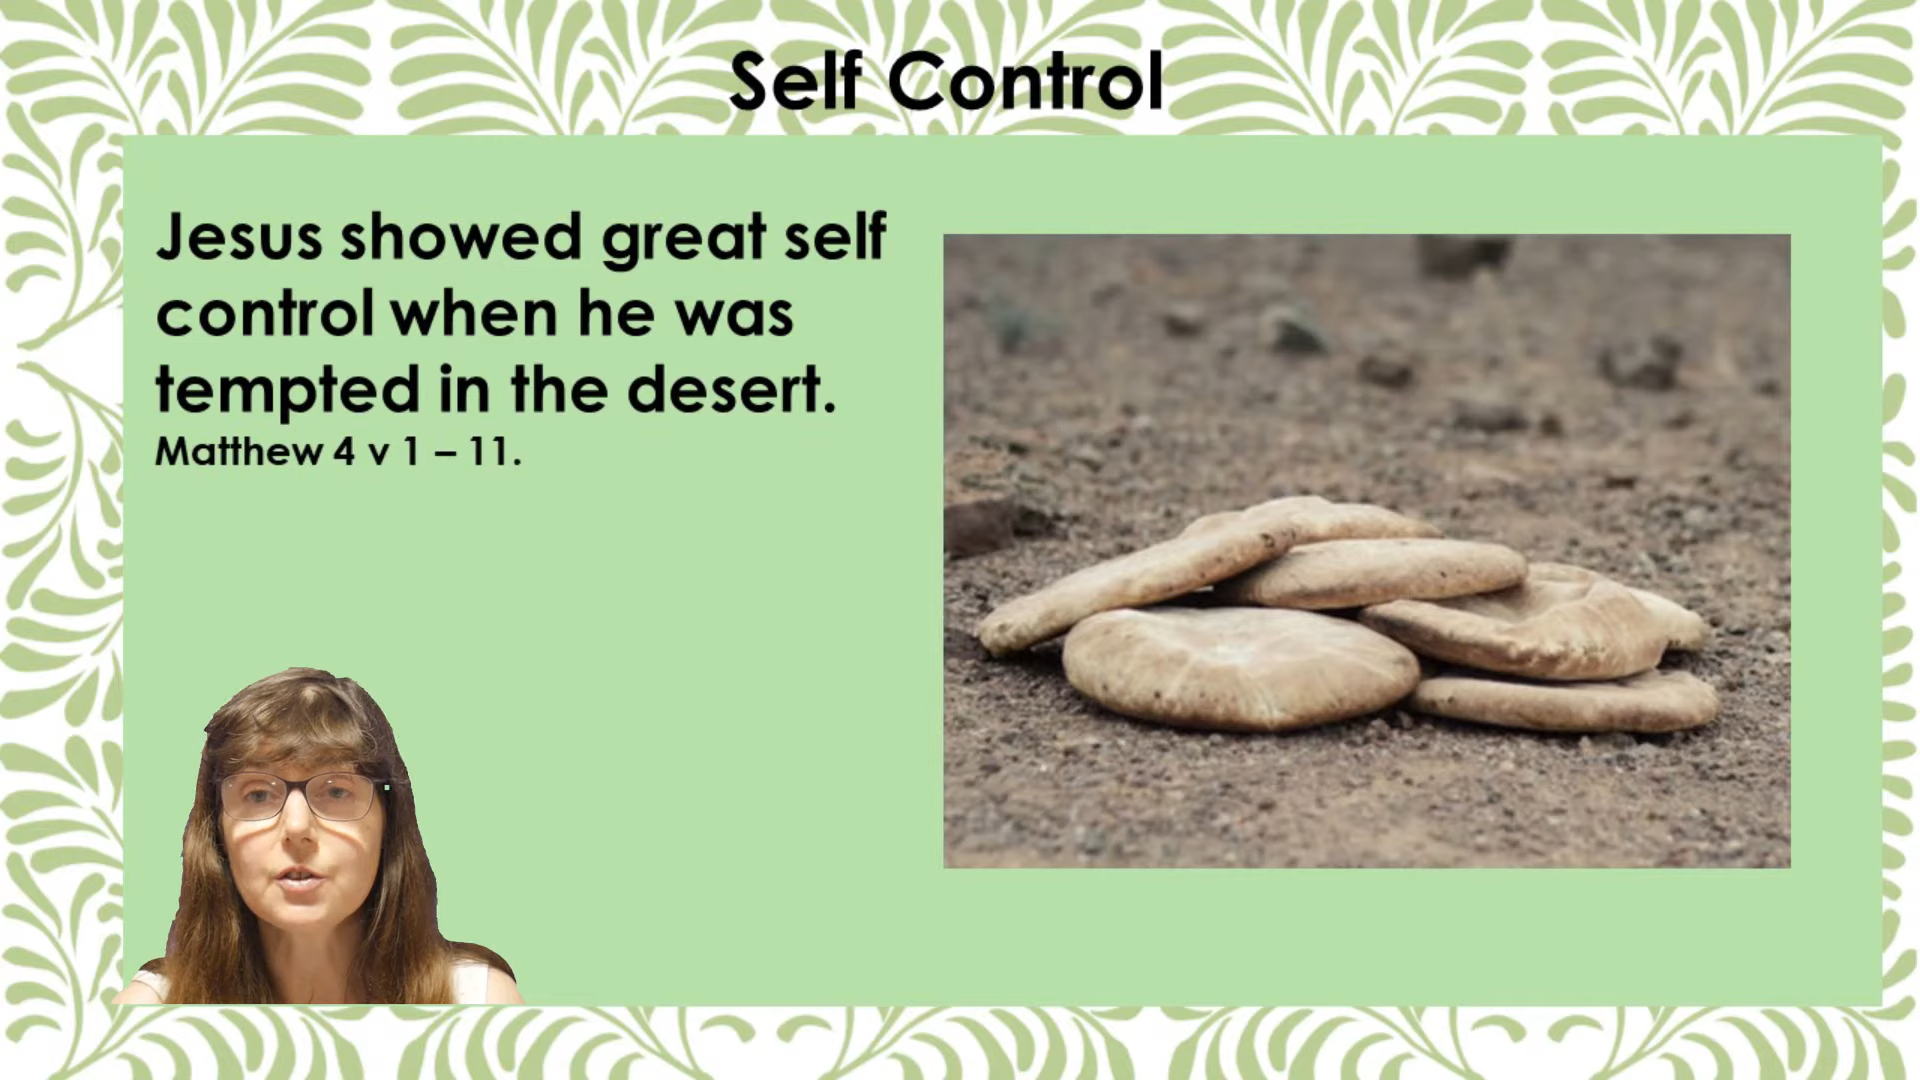 Self Control
Jesus showed great self
control when he was
tempted in the desert.
Matthew 4 v 1 – 11.